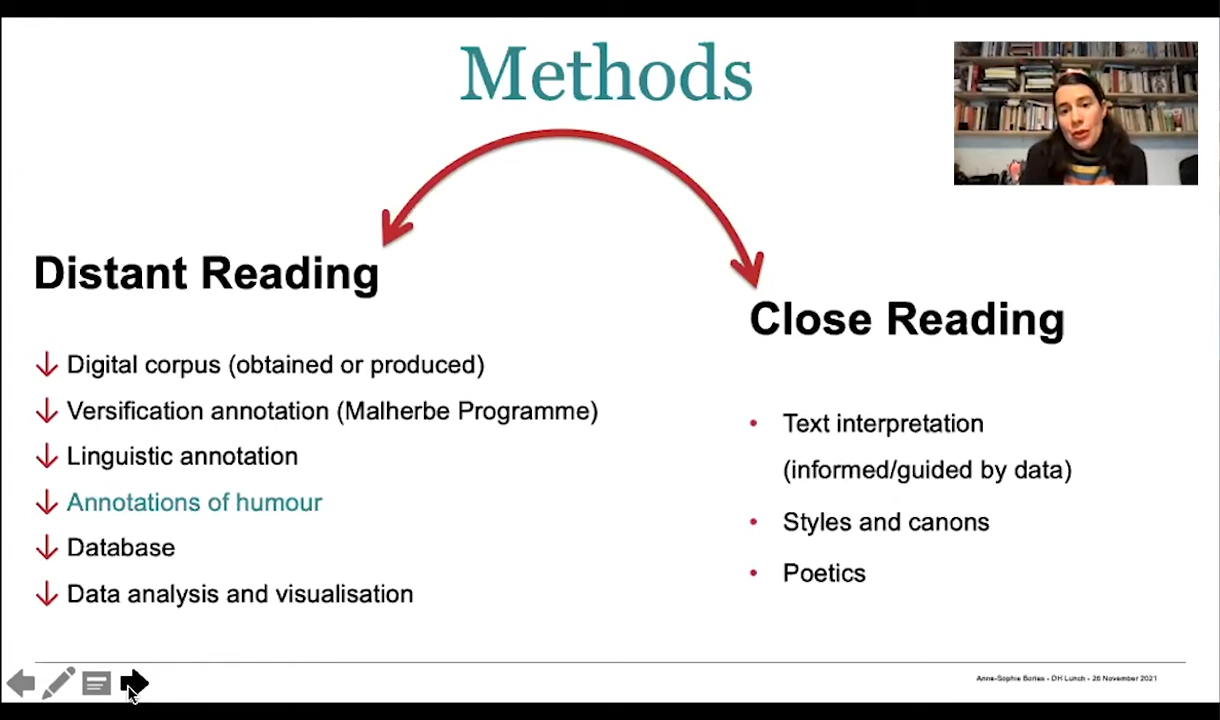 Methods
Distant Reading
↓ Digital corpus (obtained or produced)
↓ Versification annotation (Malherbe Programme)
↓ Linguistic annotation
↓ Annotations of humour
↓ Database
↓ Data analysis and visualisation
Close Reading
• Text interpretation
(informed/guided by data)
• Styles and canons
• Poetics
Anne-Sophie Bories - DH Lunch - 26 November 2021